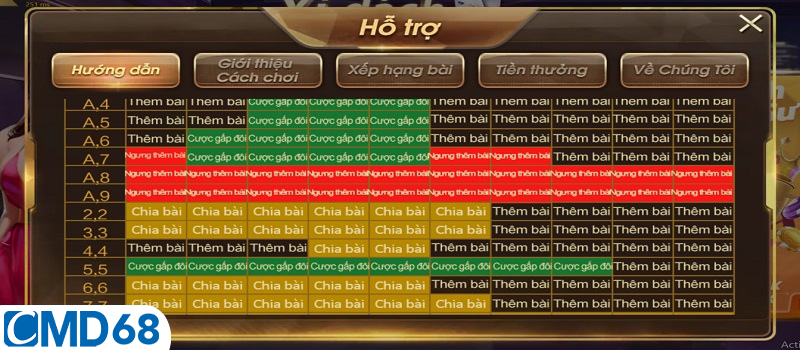 251 ms
Hỗ trợ
Hướng dẫn
Giới thiệu
Cách chơi
Xếp hạng bài
Tiền thưởng
Về Chúng Tôi
A,4 Thêm bài Thêm bài Cược gấp đôi Cược gấp đôi Cược gấp đôi Thêm bài Thêm bài Thêm bài Thêm bài Thêm bài
A,5 Thêm bài Thêm bài Cược gấp đôi Cược gấp đôi Cược gấp đôi Thêm bài Thêm bài Thêm bài Thêm bài Thêm bài
A,6 Thêm bài Cược gấp đôi Cược gấp đôi Cược gấp đôi Cược gấp đôi Thêm bài Thêm bài Thêm bài Thêm bài Thêm bài
A,7 Ngưng thêm bài Cược gấp đôi Cược gấp đôi Cược gấp đôi Cược gấp đôi Ngưng thêm bài Ngưng thêm bài Thêm bài Thêm bài Thêm bài
A,8 Ngưng thêm bài Ngưng thêm bài Ngưng thêm bài Ngưng thêm bài Ngưng thêm bài Ngưng thêm bài Ngưng thêm bài Ngưng thêm bài Ngưng thêm bài Ngưng thêm bài
A,9 Ngưng thêm bài Ngưng thêm bài Ngưng thêm bài Ngưng thêm bài Ngưng thêm bài Ngưng thêm bài Ngưng thêm bài Ngưng thêm bài Ngưng thêm bài Ngưng thêm bài
2,2 Chia bài Chia bài Chia bài Chia bài Chia bài Chia bài Thêm bài Thêm bài Thêm bài Thêm bài
3,3 Chia bài Chia bài Chia bài Chia bài Chia bài Chia bài Thêm bài Thêm bài Thêm bài Thêm bài
4,4 Thêm bài Thêm bài Thêm bài Chia bài Chia bài Thêm bài Thêm bài Thêm bài Thêm bài Thêm bài
5,5 Cược gấp đôi Cược gấp đôi Cược gấp đôi Cược gấp đôi Cược gấp đôi Cược gấp đôi Cược gấp đôi Cược gấp đôi Thêm bài Thêm bài
6,6 Chia bài Chia bài Chia bài Chia bài Chia bài Thêm bài Thêm bài Thêm bài Thêm bài Thêm bài
7,7 Chia bài Chia bài Chia bài Chia bài Chia bài Chia bài Thêm bài Thêm bài Thêm bài Thêm bài
CMD68